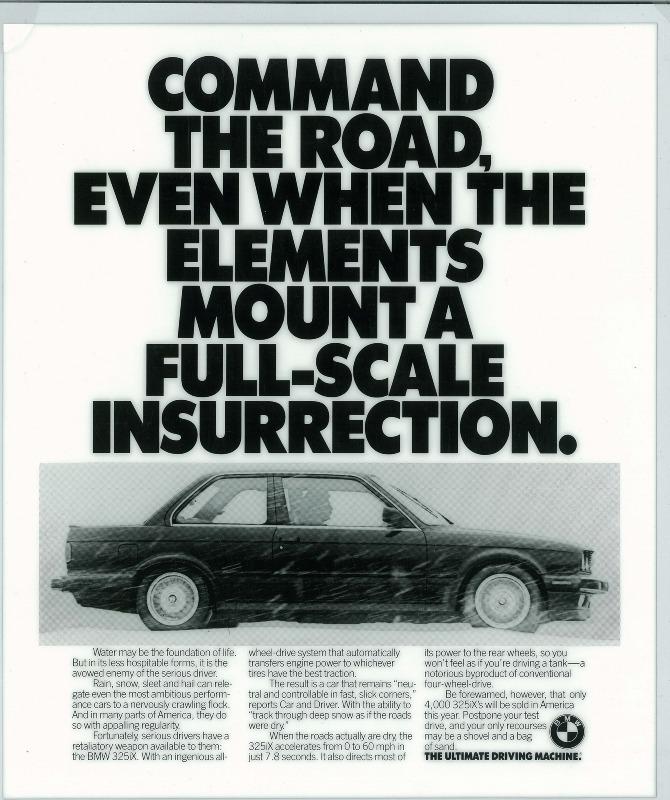 COMMAND
THE ROAD,
EVEN WHEN THE
ELEMENTS
MOUNT A
FULL-SCALE
INSURRECTION.
Water may be the foundation of life.
But in its less hospitable forms, it is the
avowed enemy of the serious driver.
Rain, snow, sleet and hail can rele-
gate even the most ambitious perform-
ance cars to a nervously crawling flock.
And in many parts of America, they do
so with appalling regularity.
Fortunately, serious drivers have a
retaliatory weapon available to them:
the BMW 325iX. With an ingenious all-
wheel-drive system that automatically
transfers engine power to whichever
tires have the best traction.
The result is a car that remains "neu-
tral and controllable in fast, slick corners,"
reports Car and Driver. With the ability to
"track through deep snow as if the roads
were dry."
When the roads actually are dry, the
325iX accelerates from 0 to 60 mph in
just 7.8 seconds. It also directs most of
its power to the rear wheels, so you
won't feel as if you're driving a tank—a
notorious byproduct of conventional
four-wheel-drive.
Be forewarned, however, that only
4,000 325iX's will be sold in America
this year. Postpone your test
drive, and your only recourses
may be a shovel and a bag
of sand.
BMW
THE ULTIMATE DRIVING MACHINE.